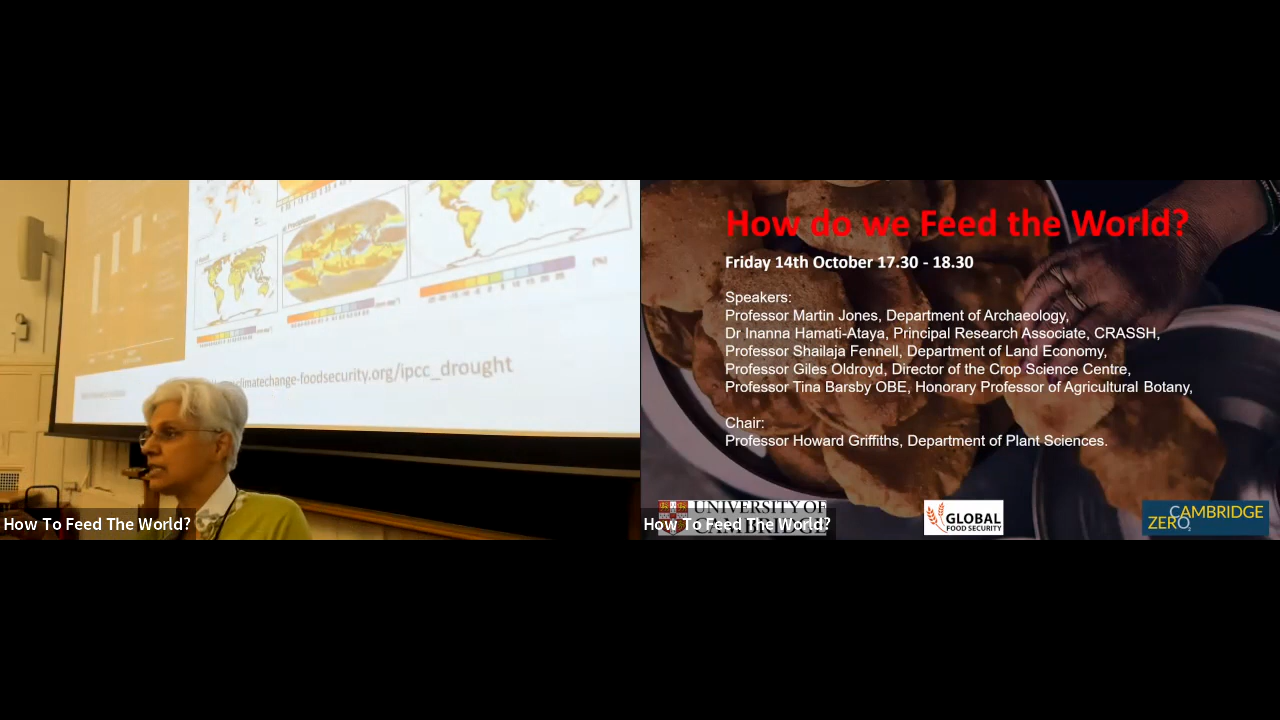 Precipitation
climatechange-foodsecurity.org/ipcc_drought
(%)
How To Feed The World?
How do we Feed the World?
Friday 14th October 17.30 - 18.30
Speakers:
Professor Martin Jones, Department of Archaeology,
Dr Inanna Hamati-Ataya, Principal Research Associate, CRASSH,
Professor Shailaja Fennell, Department of Land Economy,
Professor Giles Oldroyd, Director of the Crop Science Centre,
Professor Tina Barsby OBE, Honorary Professor of Agricultural Botany,
Chair:
Professor Howard Griffiths, Department of Plant Sciences.
UNIVERSITY OF
CAMBRIDGE
How To Feed The World?
GLOBAL
FOOD SECURITY
CAMBRIDGE
ZERO